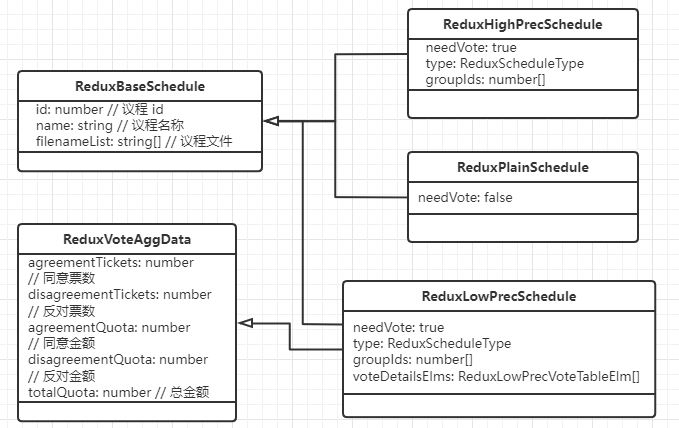 ReduxHighPrecSchedule
needVote: true
type: ReduxScheduleType
groupIds: number[]
ReduxBaseSchedule
id: number // 议程 id
name: string // 议程名称
filenameList: string[] // 议程文件
ReduxPlainSchedule
needVote: false
ReduxVoteAggData
agreementTickets: number
// 同意票数
disagreementTickets: number
// 反对票数
agreementQuota: number
// 同意金额
disagreementQuota: number
// 反对金额
totalQuota: number // 总金额
ReduxLowPrecSchedule
needVote: true
type: ReduxScheduleType
groupIds: number[]
voteDetailsElms: ReduxLowPrecVoteTableElm[]